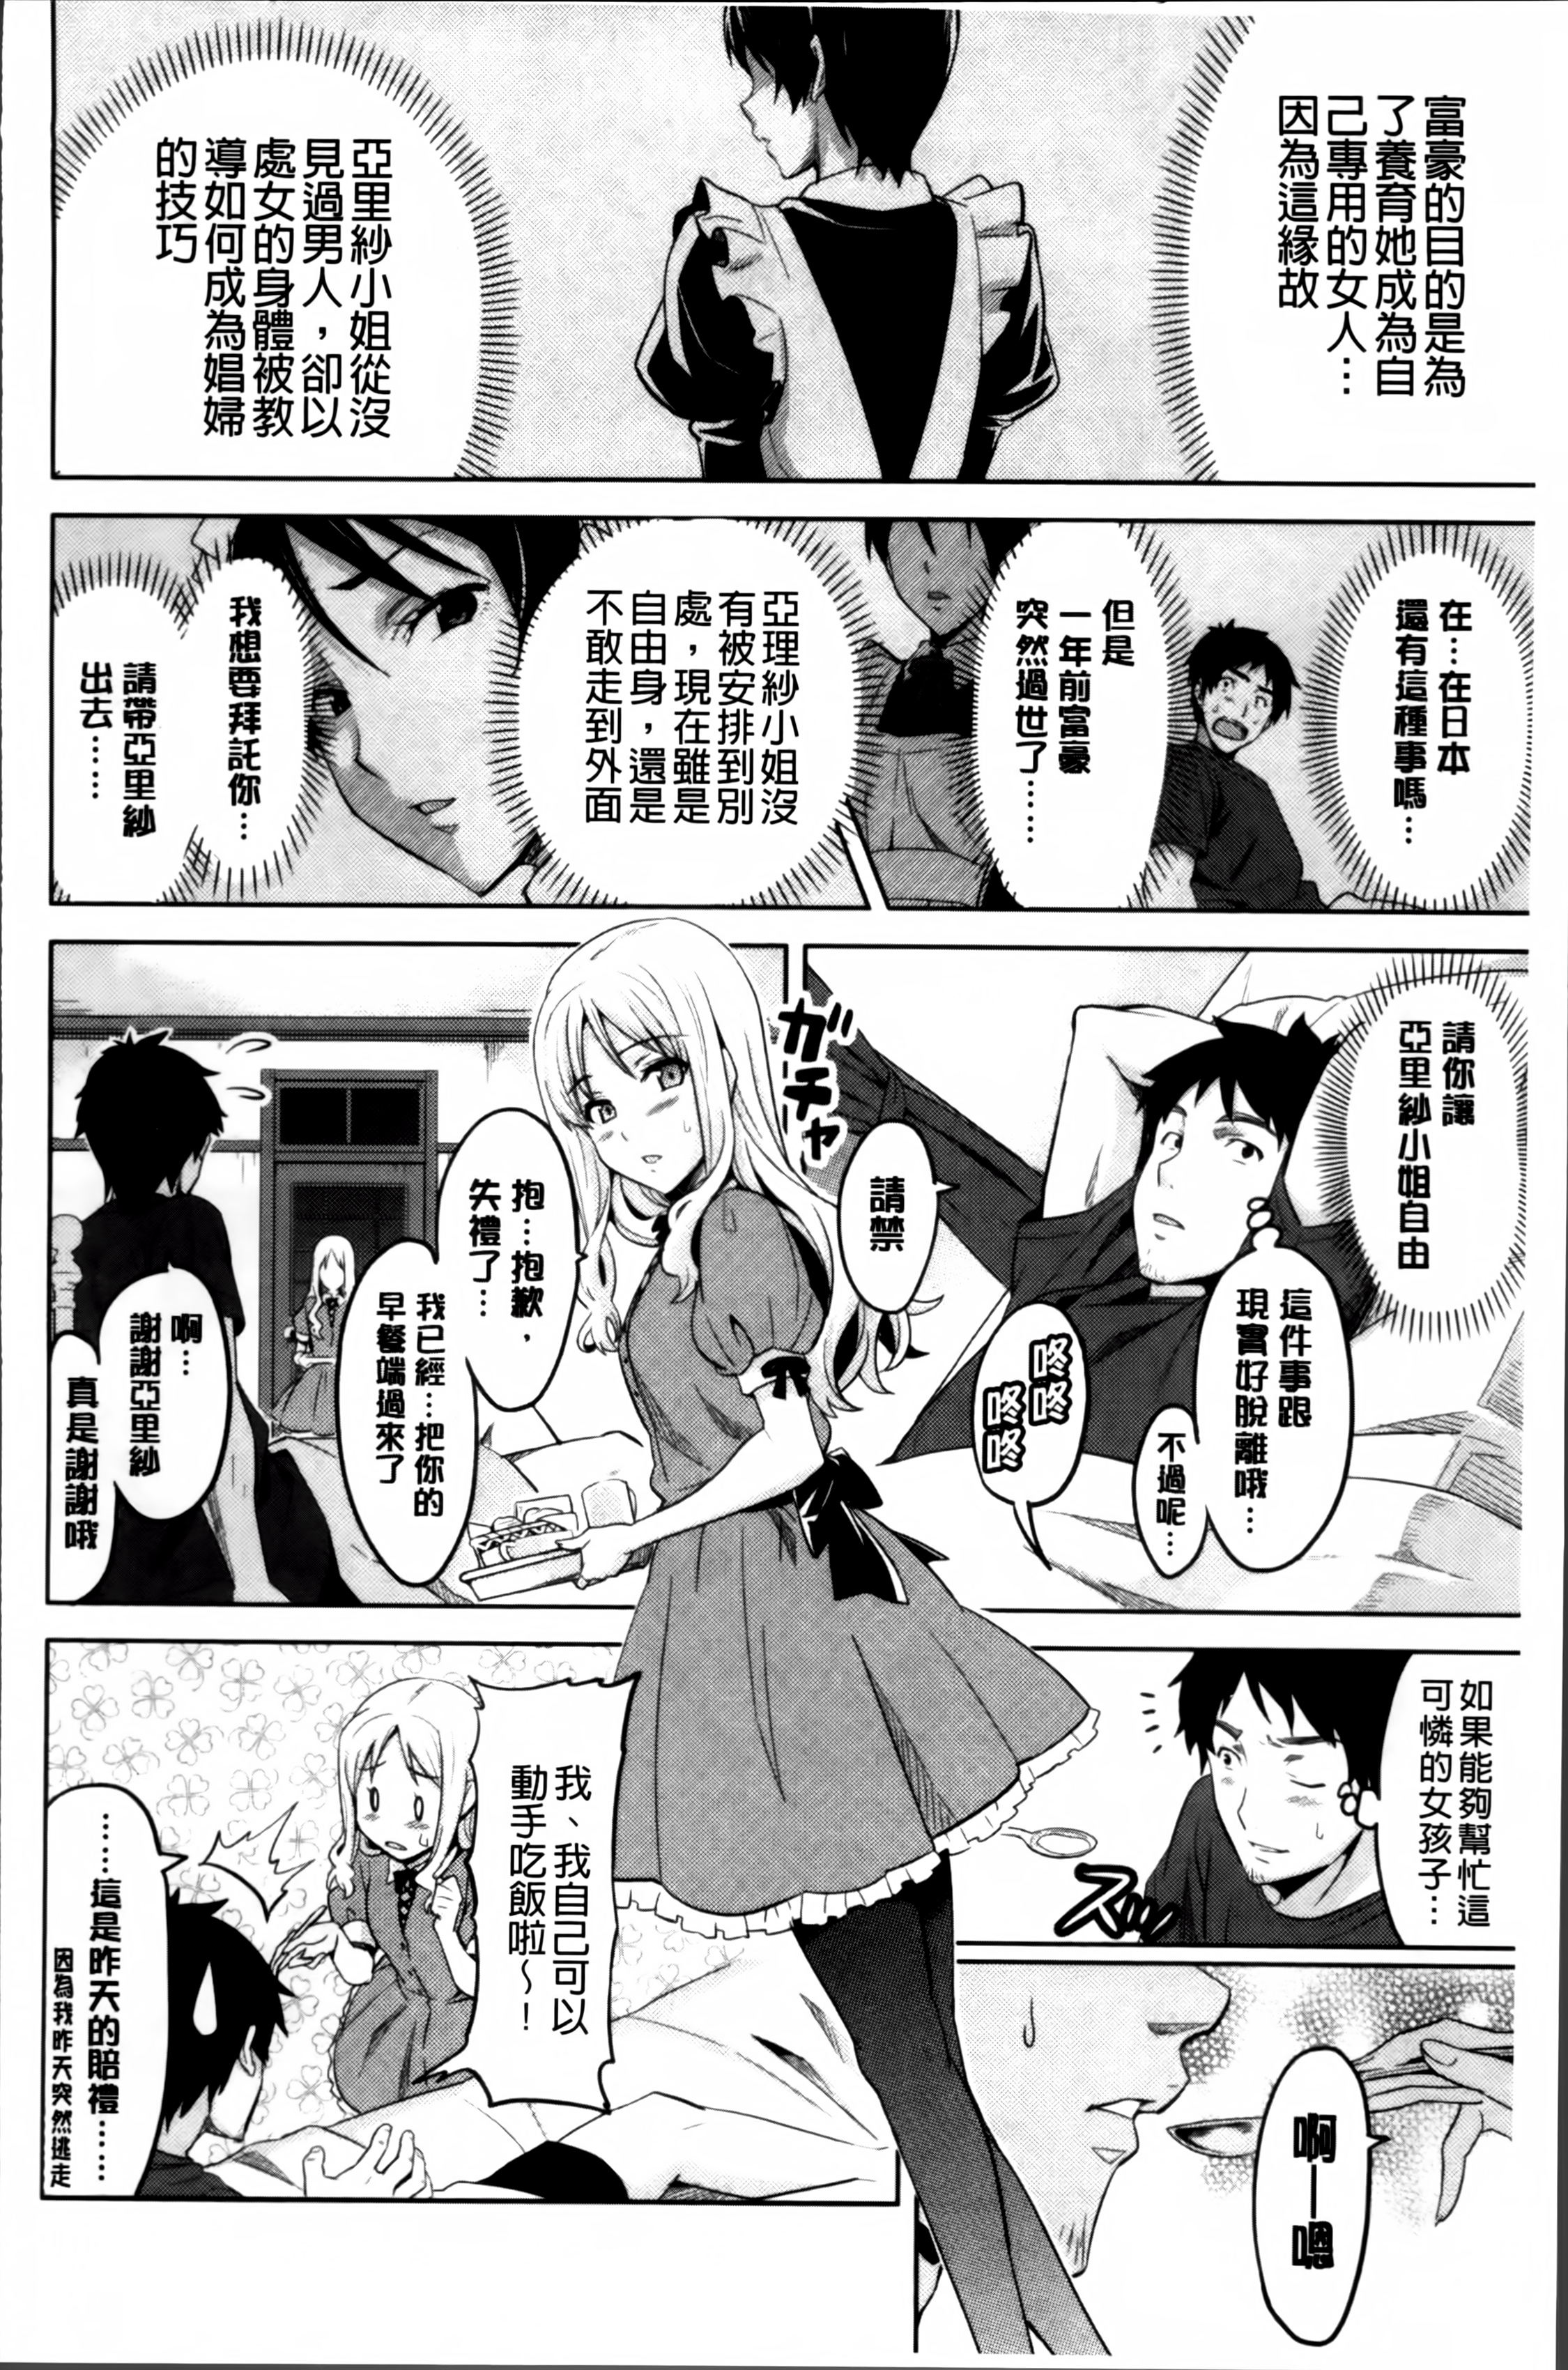 富豪的目的是為
了養育她成為自
己專用的女人…
因為這緣故
亞里紗小姐從沒
見過男人，卻以
處女的身體被教
導如何成為娼婦
的技巧
在…在日本
還有這種事嗎…
但是
一年前富豪
突然過世了……
亞理紗小姐沒
有被安排到別
處，現在雖是
自由身，還是
不敢走到外面
我想要拜託你…
請帶亞里紗
出去……
請你讓
亞里紗小姐自由
這件事跟
現實好脫離哦…
不過呢…
咚咚
咚咚
請禁
ガチャ
抱…抱歉，
失禮了…
我已經…把你的
早餐端過來了
啊…
謝謝亞里紗
真是謝謝哦
如果能夠幫忙這
可憐的女孩子…
スッ
啊—嗯
我、我自己可以
動手吃飯啦～！
……這是昨天的賠禮……
因為我昨天突然逃走